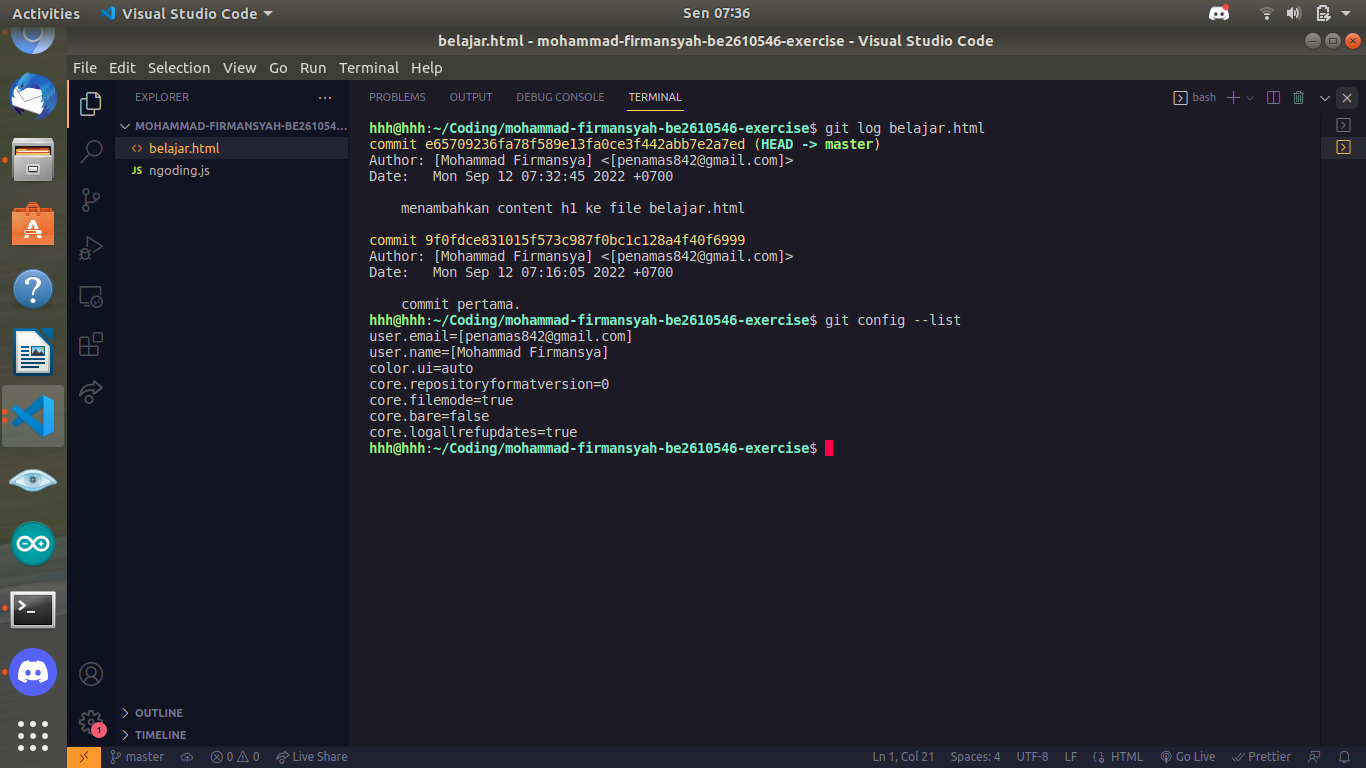 Activities Visual Studio Code Sen 07:36
belajar.html - mohammad-firmansyah-be2610546-exercise - Visual Studio Code
File Edit Selection View Go Run Terminal Help
EXPLORER ...
MOHAMMAD-FIRMANSYAH-BE261054...
<> belajar.html
JS ngoding.js
OUTLINE
TIMELINE
PROBLEMS OUTPUT DEBUG CONSOLE TERMINAL bash
hhh@hhh:~/Coding/mohammad-firmansyah-be2610546-exercise$ git log belajar.html
commit e65709236fa78f589e13fa0ce3f442abb7e2a7ed (HEAD -> master)
Author: [Mohammad Firmansya] <[penamas842@gmail.com]>
Date:   Mon Sep 12 07:32:45 2022 +0700
menambahkan content h1 ke file belajar.html
commit 9f0fdce831015f573c987f0bc1c128a4f40f6999
Author: [Mohammad Firmansya] <[penamas842@gmail.com]>
Date:   Mon Sep 12 07:16:05 2022 +0700
commit pertama.
hhh@hhh:~/Coding/mohammad-firmansyah-be2610546-exercise$ git config --list
user.email=[penamas842@gmail.com]
user.name=[Mohammad Firmansya]
color.ui=auto
core.repositoryformatversion=0
core.filemode=true
core.bare=false
core.logallrefupdates=true
hhh@hhh:~/Coding/mohammad-firmansyah-be2610546-exercise$
1
master 0 0 Live Share Ln 1, Col 21 Spaces: 4 UTF-8 LF {} HTML Go Live Prettier